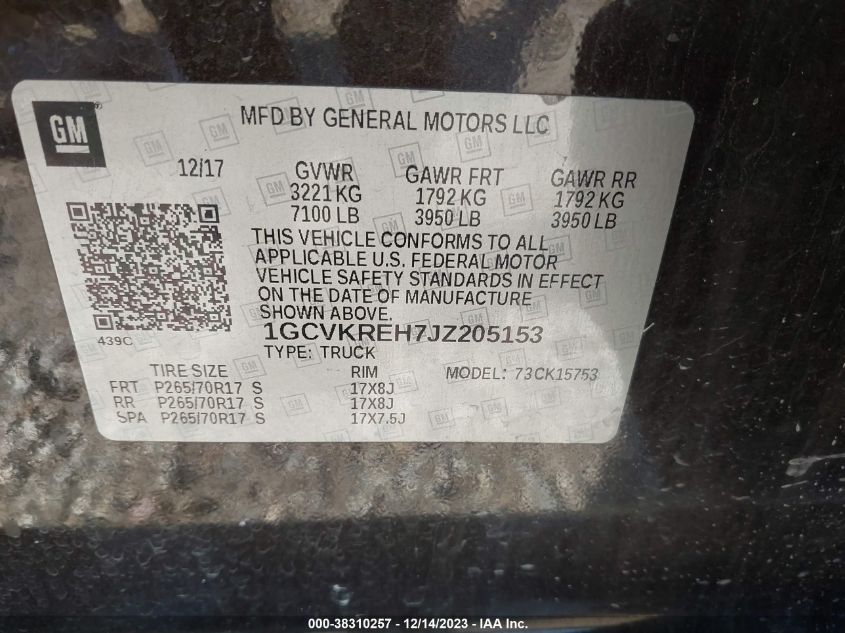 GM
MFD BY GENERAL MOTORS LLC
12/17
GVWR GAWR FRT GAWR RR
3221 KG 1792 KG 1792 KG
7100 LB 3950 LB 3950 LB
THIS VEHICLE CONFORMS TO ALL
APPLICABLE U.S. FEDERAL MOTOR
VEHICLE SAFETY STANDARDS IN EFFECT
ON THE DATE OF MANUFACTURE
SHOWN ABOVE.
439C
1GCVKREH7JZ205153
TYPE: TRUCK
TIRE SIZE RIM MODEL: 73CK15753
FRT P265/70R17 S 17X8J
RR P265/70R17 S 17X8J
SPA P265/70R17 S 17X7.5J
000-38310257 - 12/14/2023 - IAA Inc.